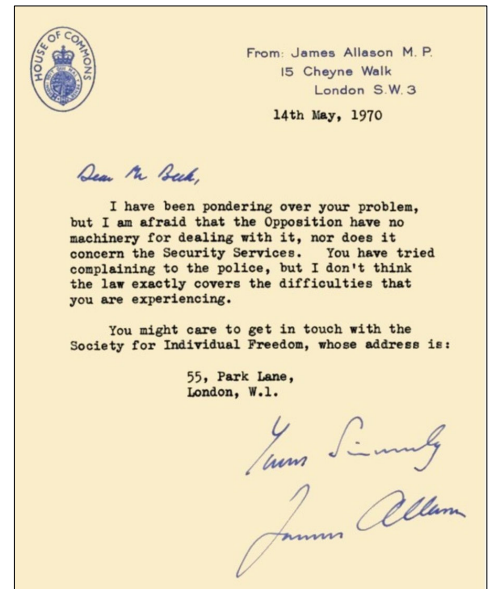 HOUSE OF COMMONS
From: James Allason M. P.
15 Cheyne Walk
London S.W. 3
14th May, 1970
Dear Mr Beck,
I have been pondering over your problem,
but I am afraid that the Opposition have no
machinery for dealing with it, nor does it
concern the Security Services. You have tried
complaining to the police, but I don't think
the law exactly covers the difficulties that
you are experiencing.
You might care to get in touch with the
Society for Individual Freedom, whose address is:
55, Park Lane,
London, W.1.
Yours Sincerely
James Allason